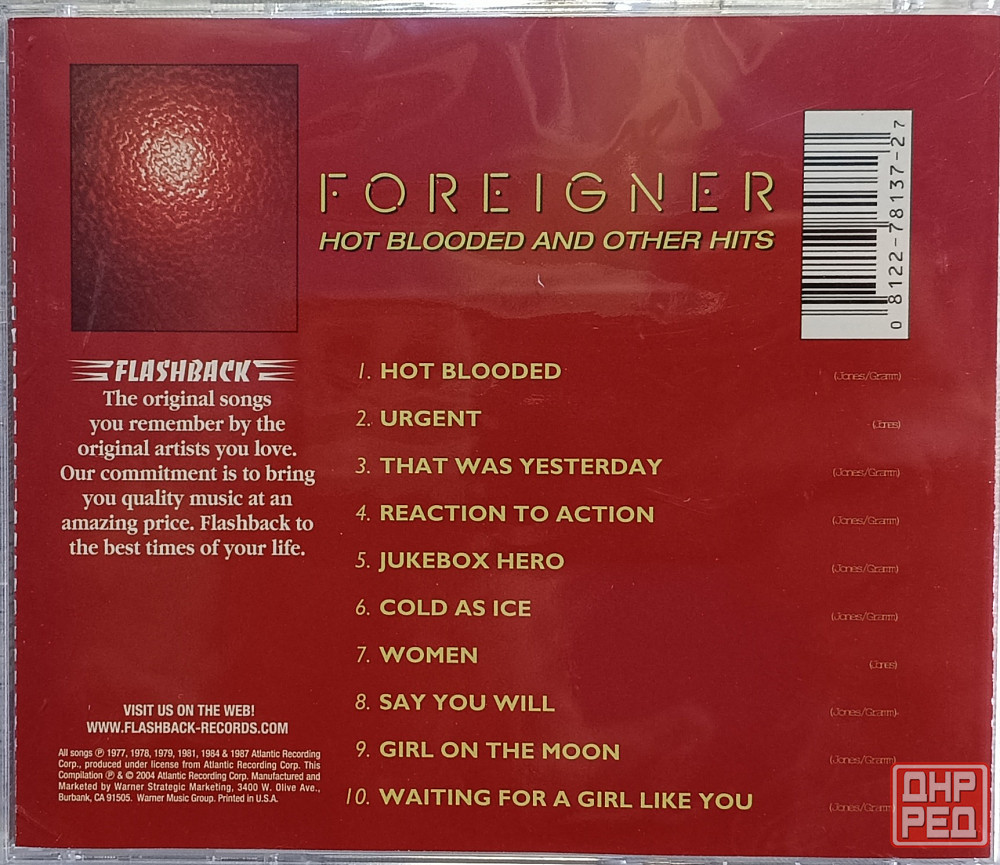 FOREIGNER
HOT BLOODED AND OTHER HITS
0 8122-78137-2 7
FLASHBACK
The original songs
you remember by the
original artists you love.
Our commitment is to bring
you quality music at an
amazing price. Flashback to
the best times of your life.
1. HOT BLOODED (Jones/Gramm)
2. URGENT (Jones)
3. THAT WAS YESTERDAY (Jones/Gramm)
4. REACTION TO ACTION (Jones/Gramm)
5. JUKEBOX HERO (Jones/Gramm)
6. COLD AS ICE (Jones/Gramm)
7. WOMEN (Jones)
8. SAY YOU WILL (Jones/Gramm)
9. GIRL ON THE MOON (Jones/Gramm)
10. WAITING FOR A GIRL LIKE YOU (Jones/Gramm
VISIT US ON THE WEB!
WWW.FLASHBACK-RECORDS.COM
All songs ℗ 1977, 1978, 1979, 1981, 1984 & 1987 Atlantic Recording
Corp., produced under license from Atlantic Recording Corp. This
Compilation ℗ & © 2004 Atlantic Recording Corp. Manufactured and
Marketed by Warner Strategic Marketing, 3400 W. Olive Ave.,
Burbank, CA 91505. Warner Music Group. Printed in U.S.A.
ДНР
РЕД